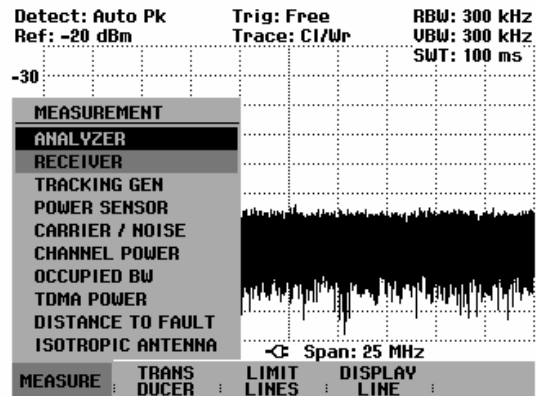 Detect: Auto Pk Trig: Free RBW: 300 kHz
Ref: -20 dBm Trace: Cl/Wr VBW: 300 kHz
SWT: 100 ms
-30
MEASUREMENT
ANALYZER
RECEIVER
TRACKING GEN
POWER SENSOR
CARRIER / NOISE
CHANNEL POWER
OCCUPIED BW
TDMA POWER
DISTANCE TO FAULT
ISOTROPIC ANTENNA
Span: 25 MHz
MEASURE
TRANS
DUCER
LIMIT
LINES
DISPLAY
LINE